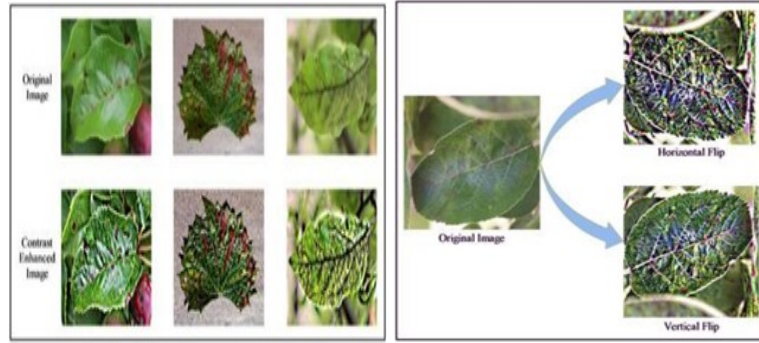 Original
Image
Contrast
Enhanced
Image
Original Image
Horizontal Flip
Vertical Flip